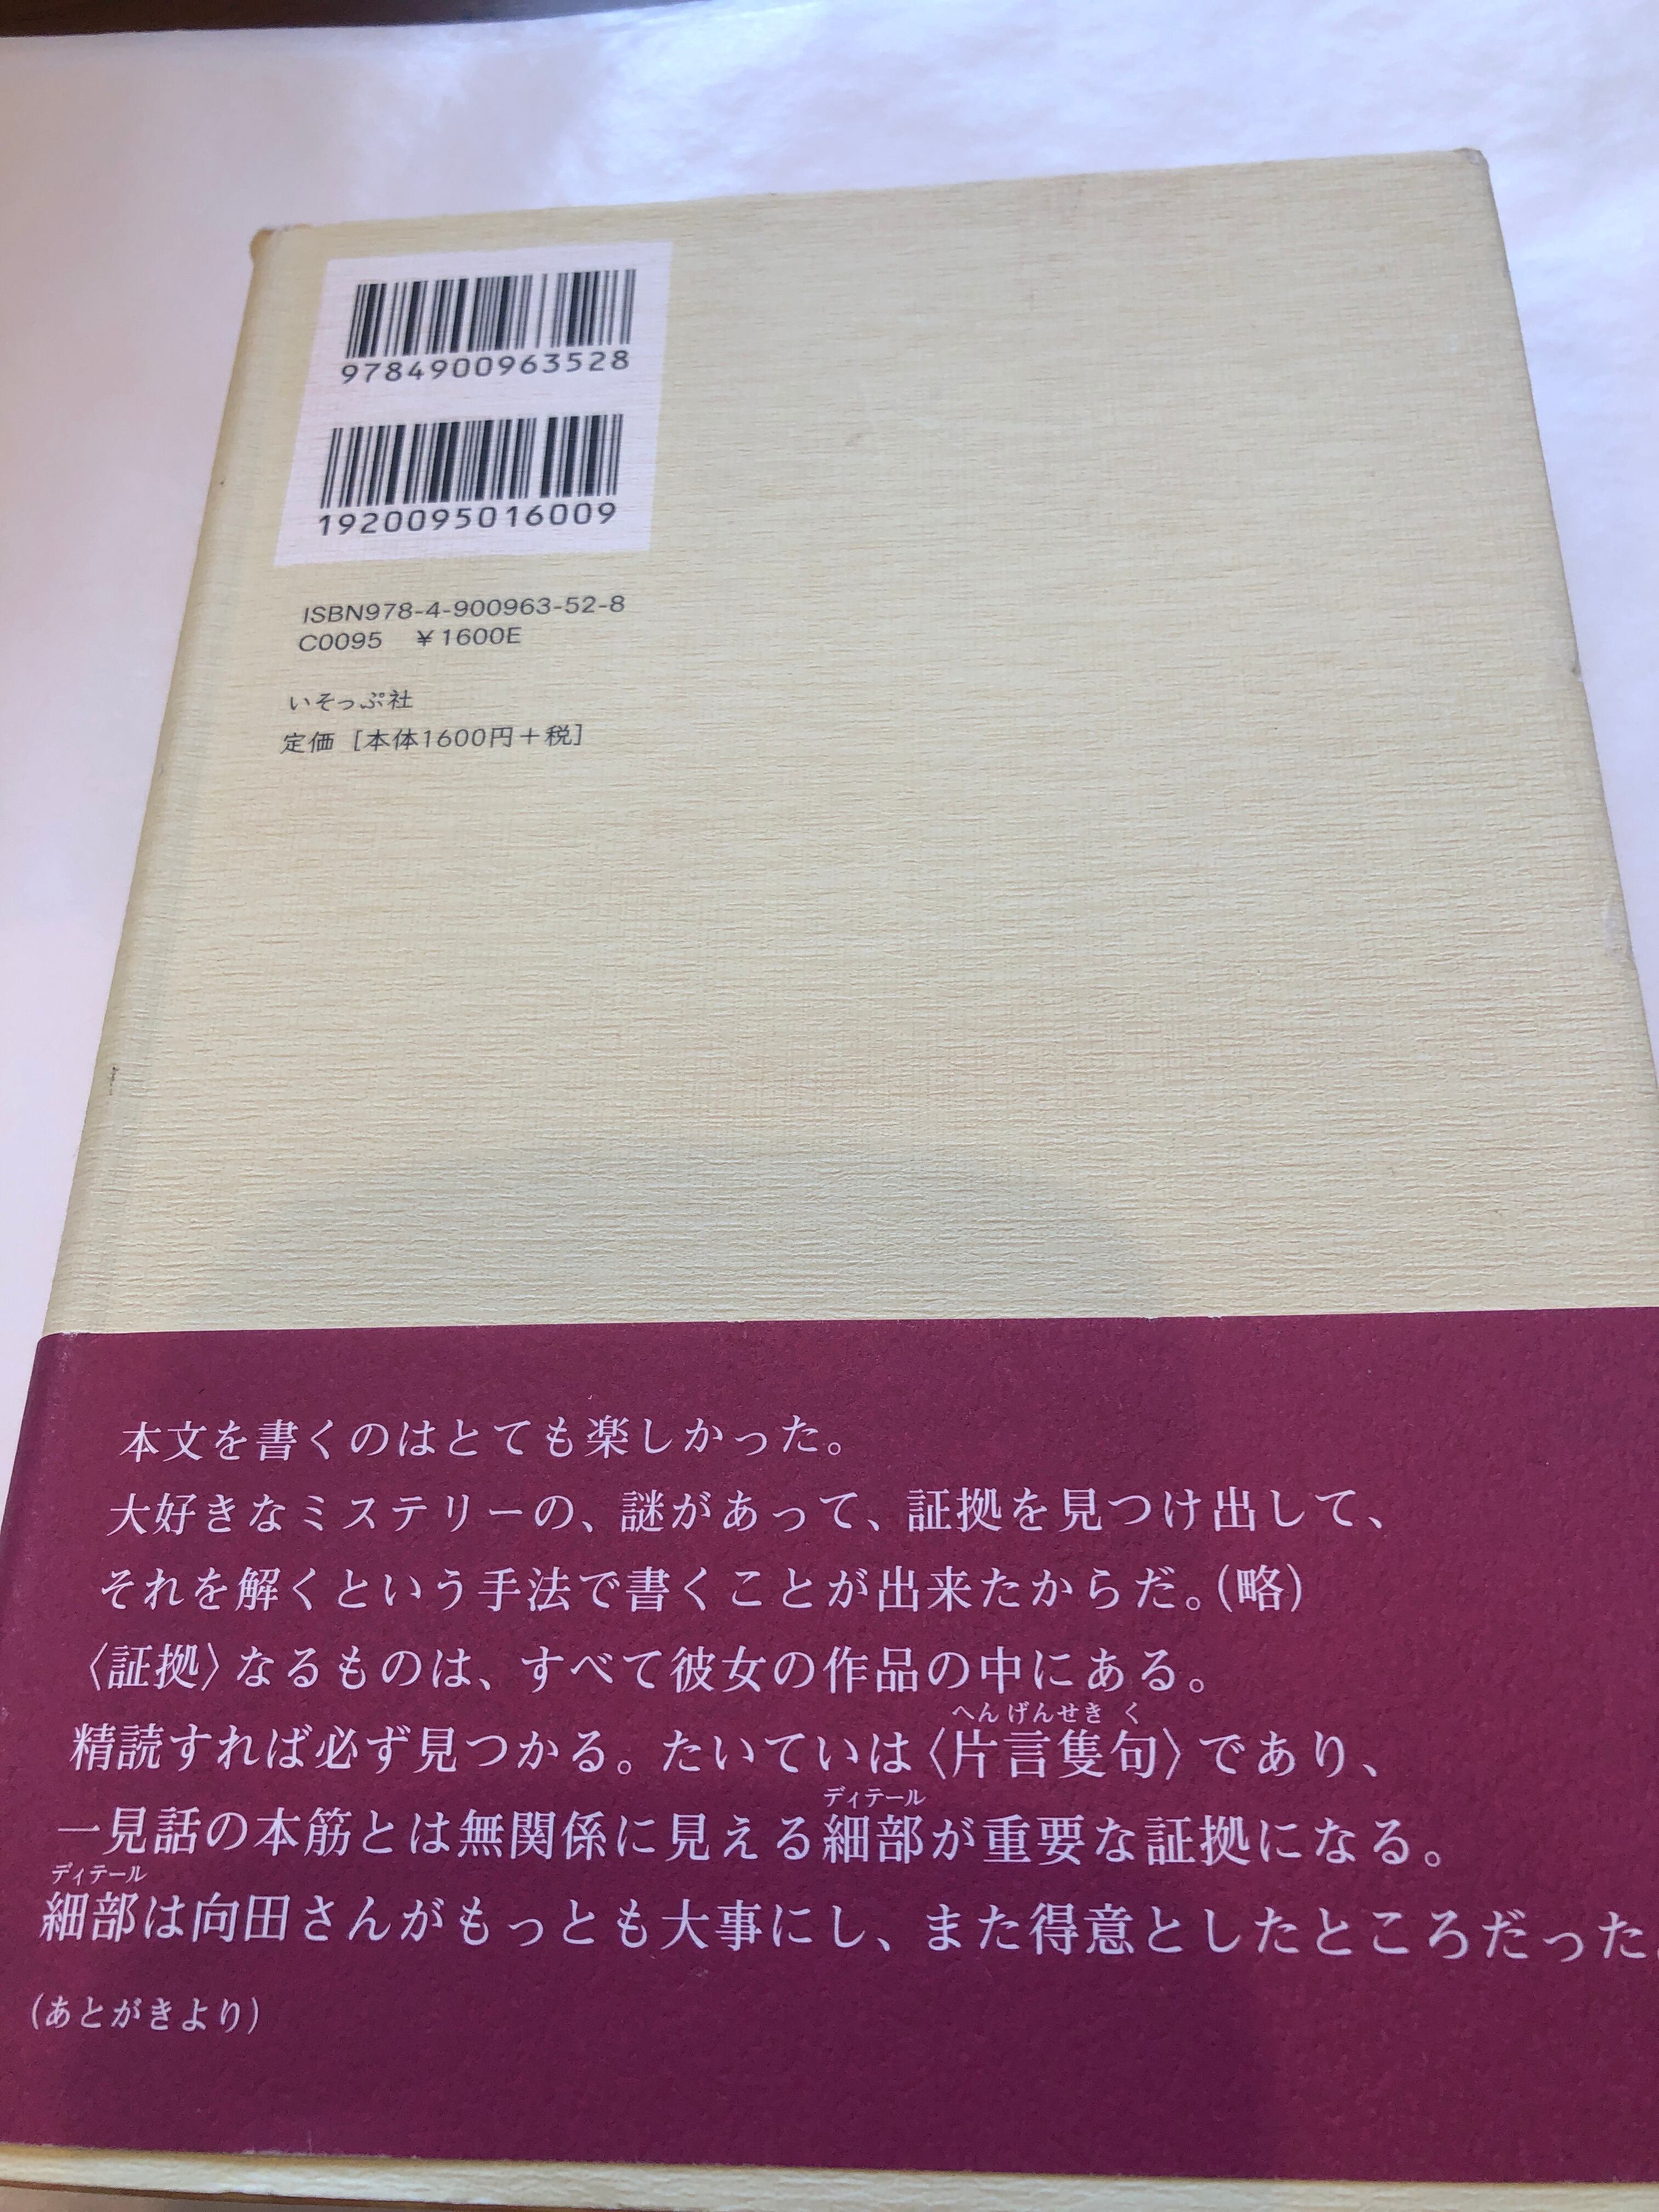 9784900963528
1920095016009
ISBN978-4-900963-52-8
C0095 ¥1600E
いそっぷ社
定価［本体1600円＋税］
本文を書くのはとても楽しかった。
大好きなミステリーの、謎があって、証拠を見つけ出して、
それを解くという手法で書くことが出来たからだ。（略）
〈証拠〉なるものは、すべて彼女の作品の中にある。
へんげんせきく
精読すれば必ず見つかる。たいていは〈片言隻句〉であり、
ディテール
一見話の本筋とは無関係に見える細部が重要な証拠になる。
ディテール
細部は向田さんがもっとも大事にし、また得意としたところだった。
（あとがきより）